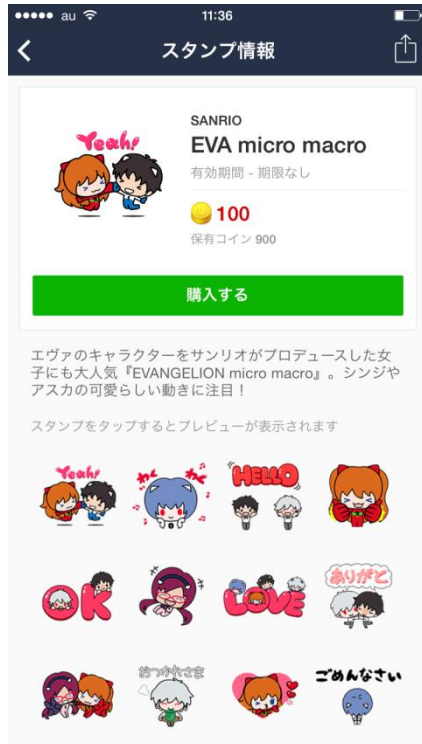 au 11:36
スタンプ情報
Yeah!
SANRIO
EVA micro macro
有効期間 - 期限なし
100
保有コイン 900
購入する
エヴァのキャラクターをサンリオがプロデュースした女
子にも大人気『EVANGELION micro macro』。シンジや
アスカの可愛らしい動きに注目！
スタンプをタップするとプレビューが表示されます
Yeah!
わく わく
HELLO
OK
LOVE
ありがと
おつかれさま
ごめんなさい